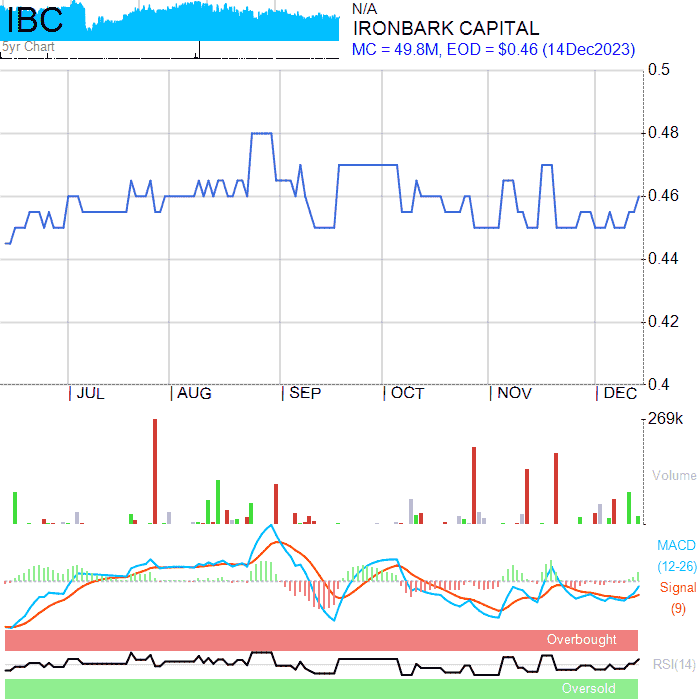 IBC
5yr Chart
N/A
IRONBARK CAPITAL
MC = 49.8M, EOD = $0.46 (14Dec2023)
0.5
0.48
0.46
0.44
0.42
0.4
JUL AUG SEP OCT NOV DEC
269k
Volume
MACD
(12-26)
Signal
(9)
Overbought
RSI(14)
Oversold